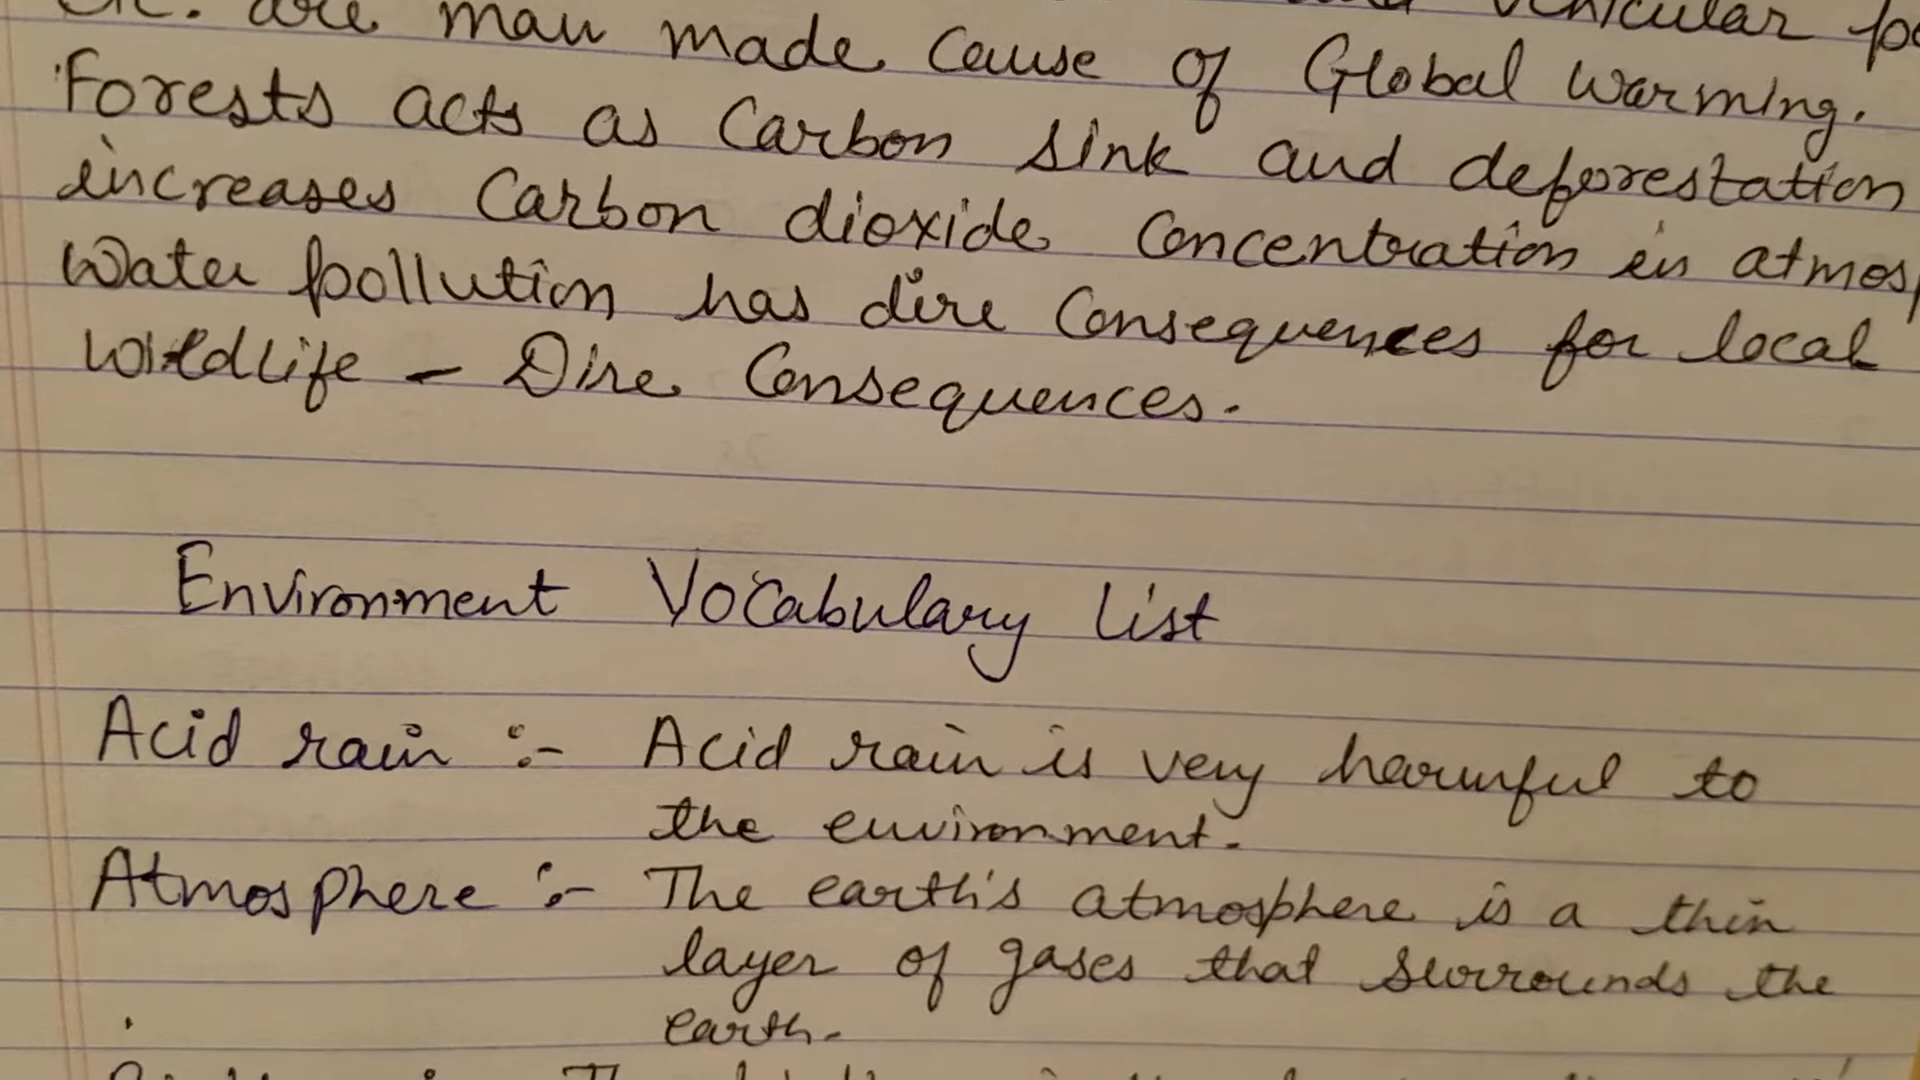 etc. are man made cause of Global warming.
vehicular
Forests acts as Carbon sink and deforestation
increases Carbon dioxide Concentration in atmosp
Water pollution has dire Consequences for local
Wildlife - Dire Consequences.
Environment Vocabulary List
Acid rain :- Acid rain is very harmful to
the environment.
Atmosphere :- The earth's atmosphere is a thin
layer of gases that surrounds the
earth.